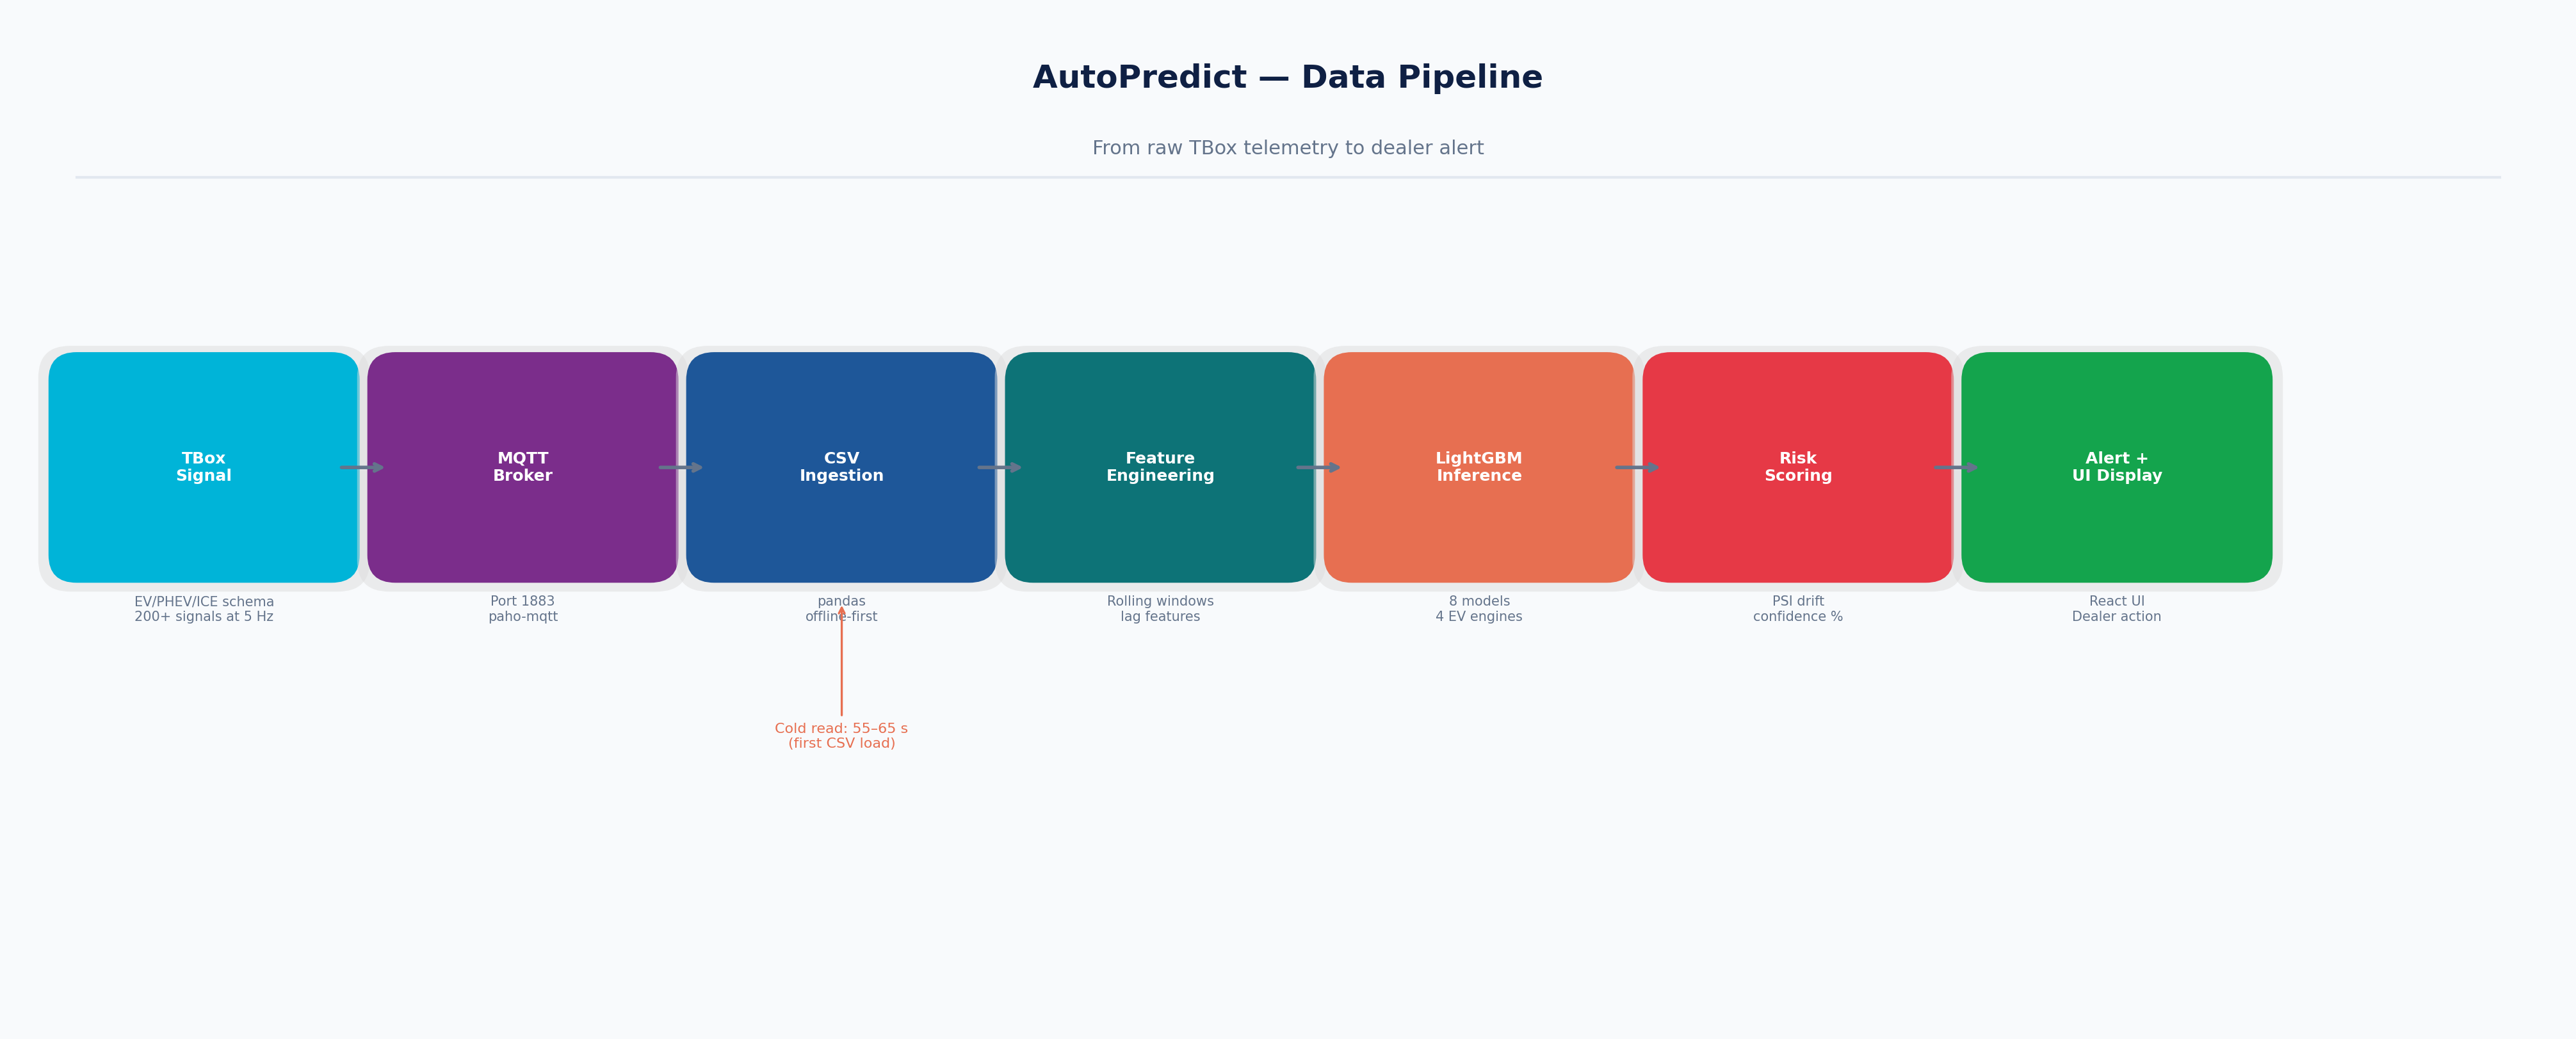 AutoPredict — Data Pipeline
From raw TBox telemetry to dealer alert
TBox
Signal
EV/PHEV/ICE schema
200+ signals at 5 Hz
MQTT
Broker
Port 1883
paho-mqtt
CSV
Ingestion
pandas
offline-first
Cold read: 55–65 s
(first CSV load)
Feature
Engineering
Rolling windows
lag features
LightGBM
Inference
8 models
4 EV engines
Risk
Scoring
PSI drift
confidence %
Alert +
UI Display
React UI
Dealer action